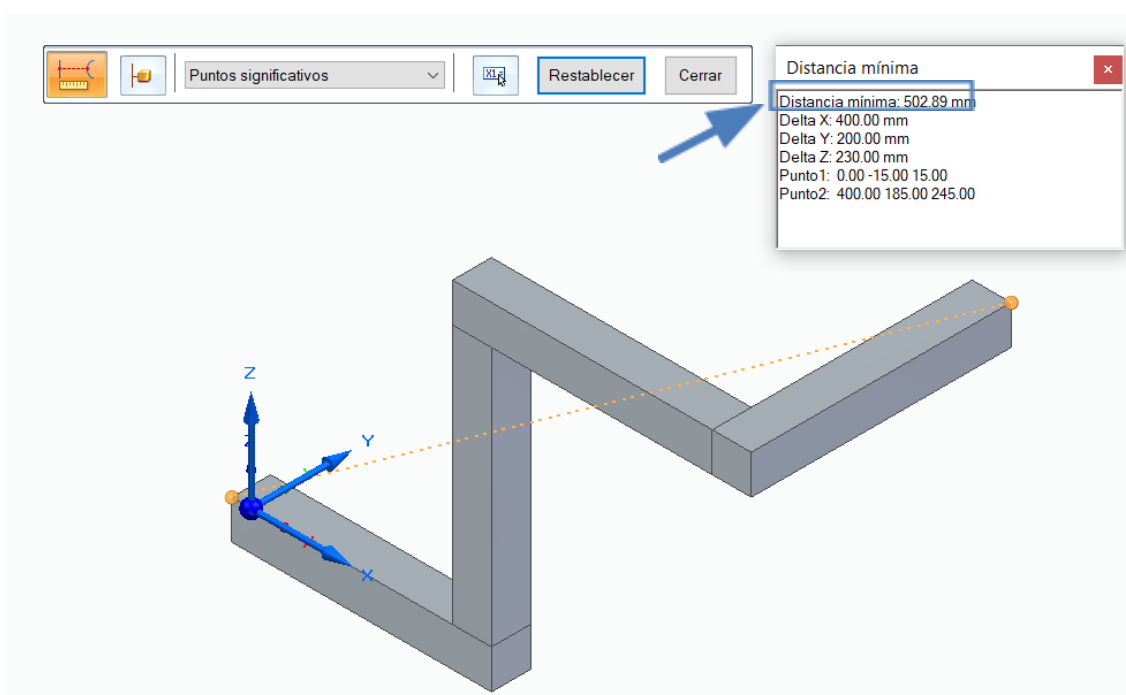 Puntos significativos
Restablecer
Cerrar
Distancia mínima
Distancia mínima: 502.89 mm
Delta X: 400.00 mm
Delta Y: 200.00 mm
Delta Z: 230.00 mm
Punto1: 0.00 -15.00 15.00
Punto2: 400.00 185.00 245.00
Z
Y
X